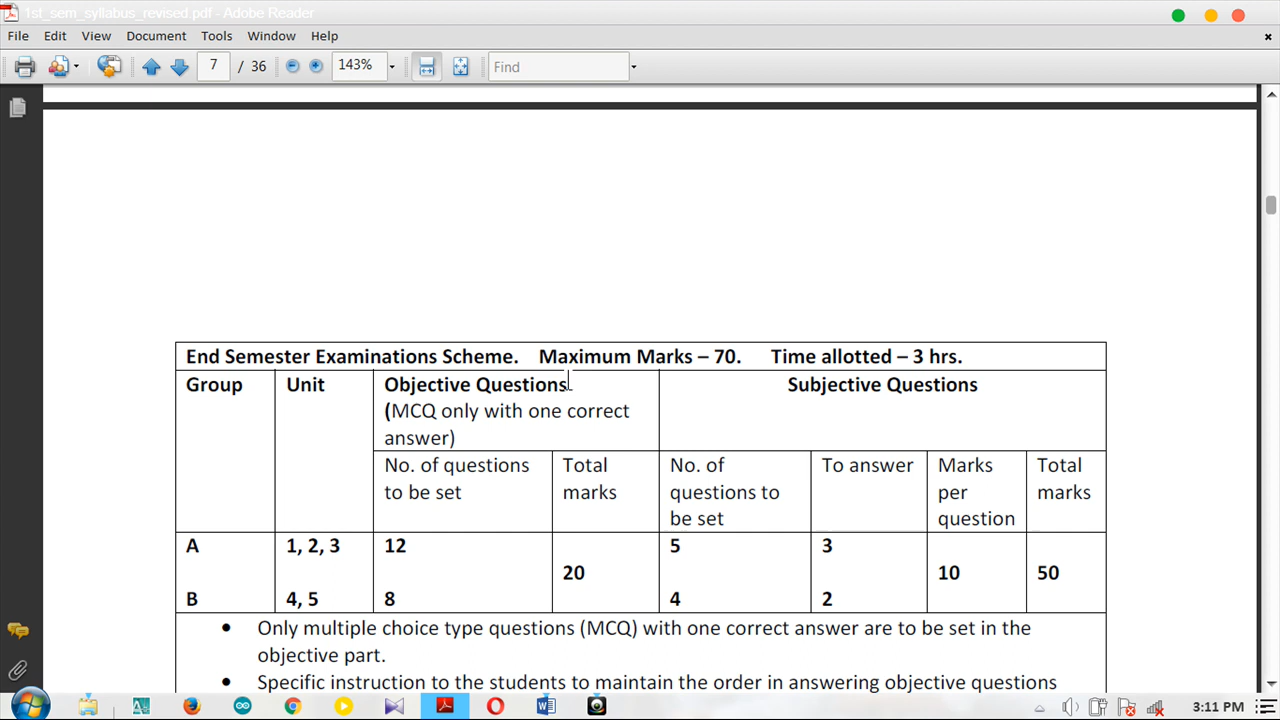 1st_sem_syllabus_revised pdf - Adobe Reader
File Edit View Document Tools Window Help
7 / 36 143% Find
End Semester Examinations Scheme. Maximum Marks – 70. Time allotted – 3 hrs.
Group Unit Objective Questions Subjective Questions
(MCQ only with one correct
answer)
No. of questions Total No. of To answer Marks Total
to be set marks questions to per marks
be set question
A 1, 2, 3 12 5 3
20 10 50
B 4, 5 8 4 2
• Only multiple choice type questions (MCQ) with one correct answer are to be set in the
objective part.
• Specific instruction to the students to maintain the order in answering objective questions
3:11 PM